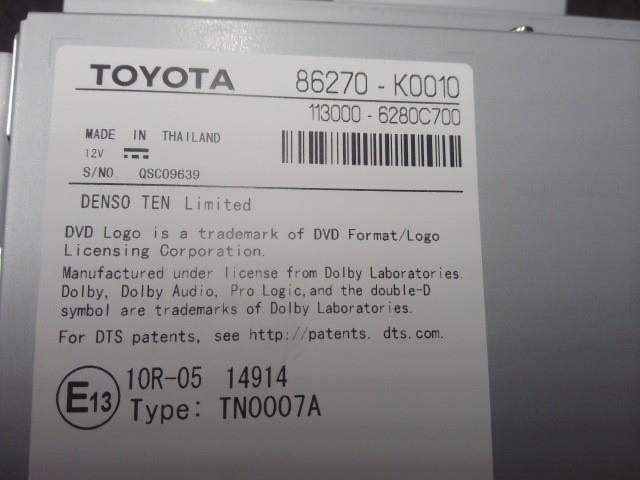 TOYOTA 86270 - K0010
113000 - 6280C700
MADE IN THAILAND
12V
S/NO. QSC09639
DENSO TEN Limited
DVD Logo is a trademark of DVD Format/Logo
Licensing Corporation.
Manufactured under license from Dolby Laboratories.
Dolby, Dolby Audio, Pro Logic, and the double-D
symbol are trademarks of Dolby Laboratories.
For DTS patents, see http://patents. dts.com.
E13 10R-05 14914
Type: TN0007A